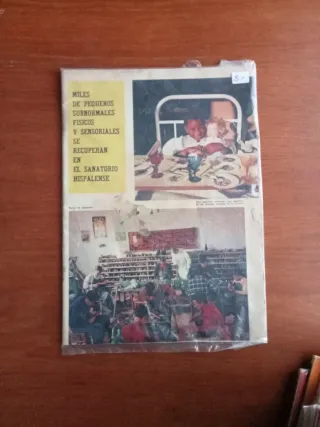 MILES
DE PEQUEÑOS
SUBNORMALES
FISICOS
Y SENSORIALES
SE
RECUPERAN
EN
EL SANATORIO
HISPALENSE